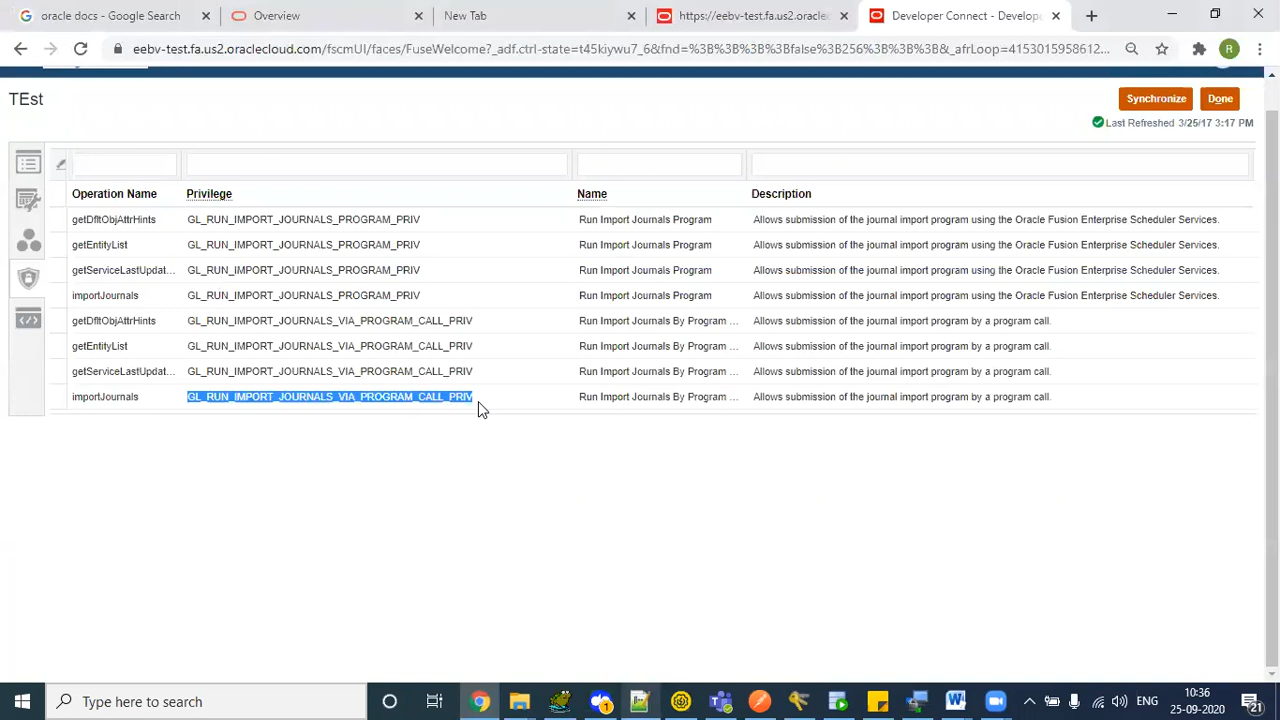 oracle docs - Google Search
Overview
New Tab
https://eebv-test.fa.us2.oraclec
Developer Connect - Develop
eebv-test.fa.us2.oraclecloud.com/fscmUI/faces/FuseWelcome?_adf.ctrl-state=t45kiywu7_6&fnd=%3B%3B%3B%3Bfalse%3B256%3B%3B%3B&_afrLoop=4153015958612...
R
TEst
Synchronize
Done
Last Refreshed 3/25/17 3:17 PM
Operation Name Privilege Name Description
getDfltObjAttrHints GL_RUN_IMPORT_JOURNALS_PROGRAM_PRIV Run Import Journals Program Allows submission of the journal import program using the Oracle Fusion Enterprise Scheduler Services.
getEntityList GL_RUN_IMPORT_JOURNALS_PROGRAM_PRIV Run Import Journals Program Allows submission of the journal import program using the Oracle Fusion Enterprise Scheduler Services.
getServiceLastUpdat... GL_RUN_IMPORT_JOURNALS_PROGRAM_PRIV Run Import Journals Program Allows submission of the journal import program using the Oracle Fusion Enterprise Scheduler Services.
importJournals GL_RUN_IMPORT_JOURNALS_PROGRAM_PRIV Run Import Journals Program Allows submission of the journal import program using the Oracle Fusion Enterprise Scheduler Services.
getDfltObjAttrHints GL_RUN_IMPORT_JOURNALS_VIA_PROGRAM_CALL_PRIV Run Import Journals By Program ... Allows submission of the journal import program by a program call.
getEntityList GL_RUN_IMPORT_JOURNALS_VIA_PROGRAM_CALL_PRIV Run Import Journals By Program ... Allows submission of the journal import program by a program call.
getServiceLastUpdat... GL_RUN_IMPORT_JOURNALS_VIA_PROGRAM_CALL_PRIV Run Import Journals By Program ... Allows submission of the journal import program by a program call.
importJournals GL_RUN_IMPORT_JOURNALS_VIA_PROGRAM_CALL_PRIV Run Import Journals By Program ... Allows submission of the journal import program by a program call.
Type here to search
1
ENG
10:36
25-09-2020
21